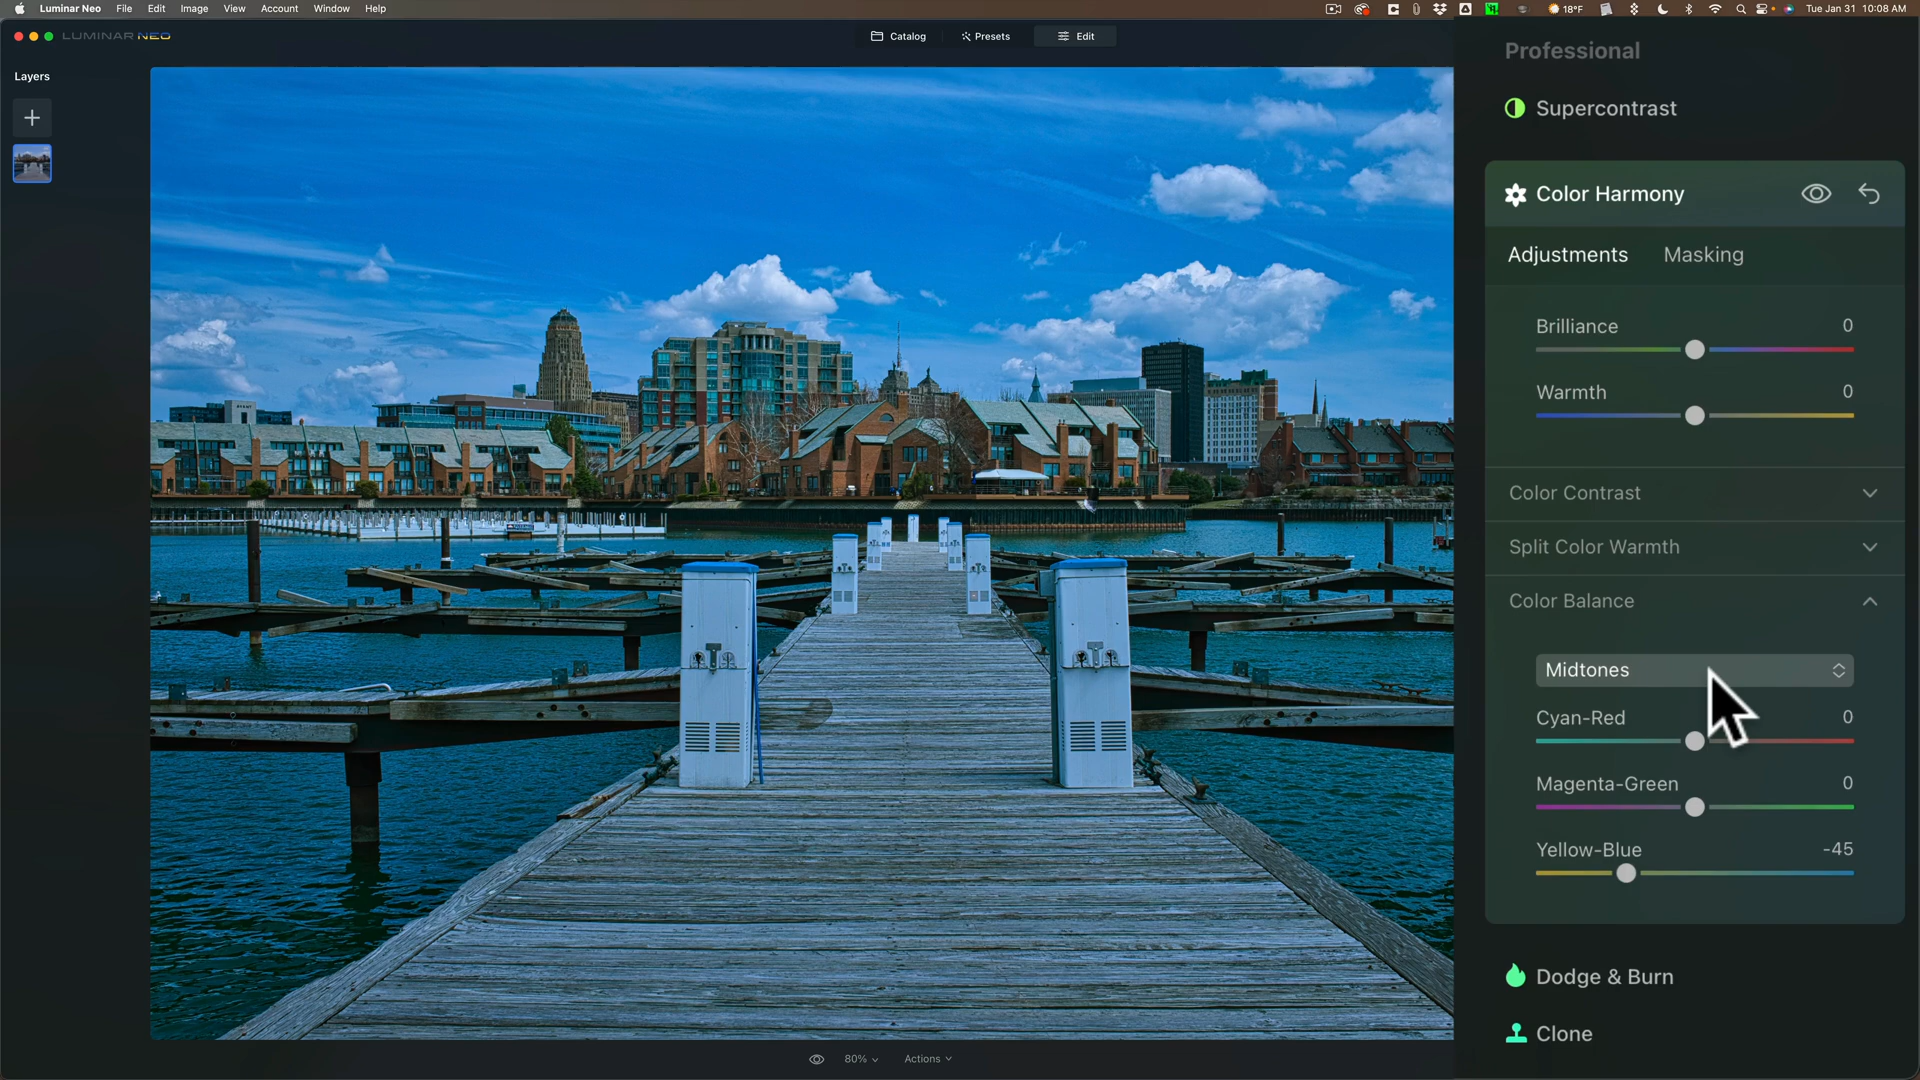 Luminar Neo File Edit Image View Account Window Help
18°F Tue Jan 31 10:08 AM
LUMINAR NEO
Catalog
Presets
Edit
Layers
Professional
Supercontrast
Color Harmony
Adjustments Masking
Brilliance 0
Warmth 0
Color Contrast
Split Color Warmth
Color Balance
Midtones
Cyan-Red 0
Magenta-Green 0
Yellow-Blue -45
Dodge & Burn
Clone
80% Actions